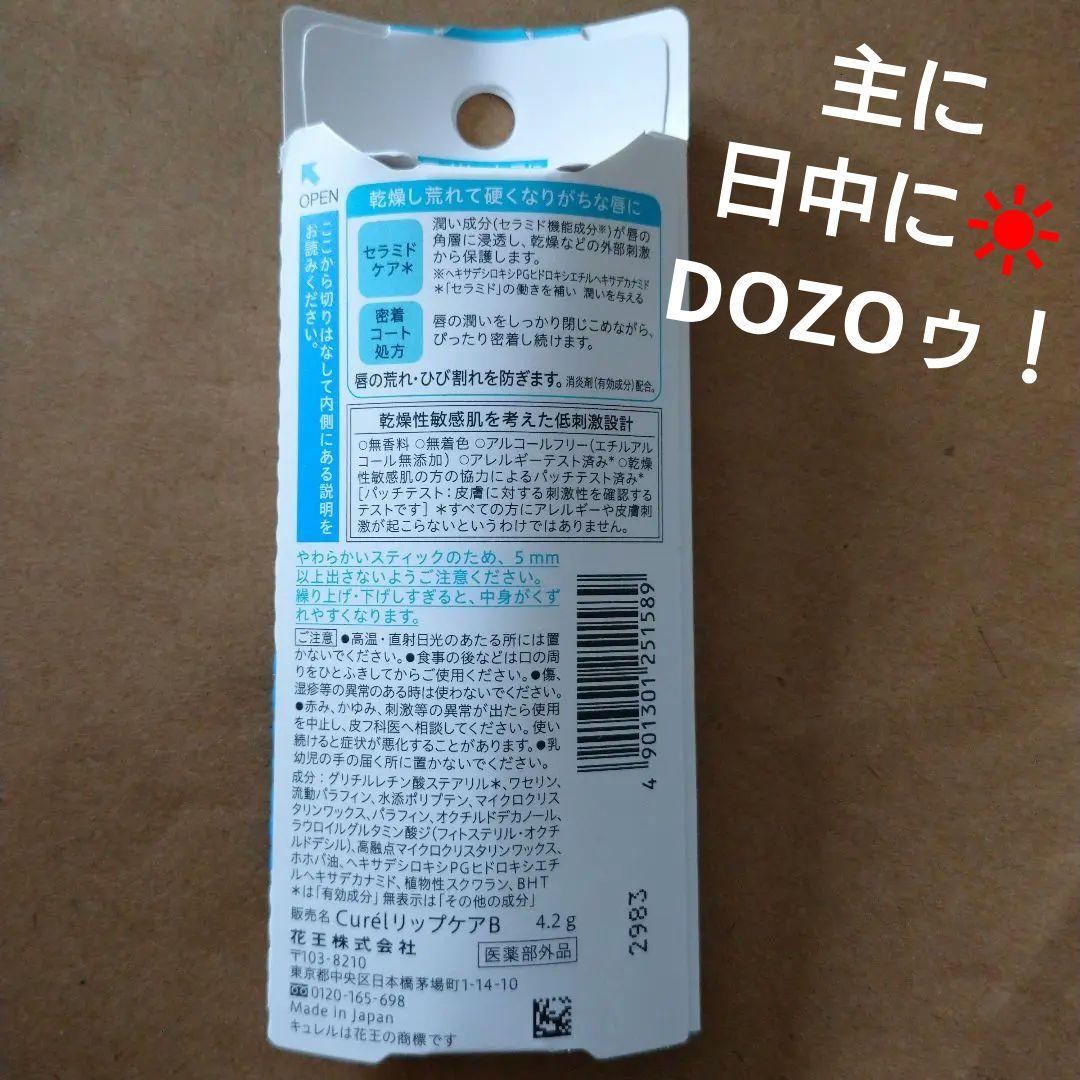 主に
日中に
DOZOゥ！
OPEN
ここから切りはなして内側にある説明を
お読みください。
乾燥し荒れて硬くなりがちな唇に
セラミド
ケア＊
潤い成分(セラミド機能成分※)が唇の
角層に浸透し、乾燥などの外部刺激
から保護します。
※ヘキサデシロキシPGヒドロキシエチルヘキサデカナミド
＊「セラミド」の働きを補い 潤いを与える
密着
コート
処方
唇の潤いをしっかり閉じこめながら、
ぴったり密着し続けます。
唇の荒れ・ひび割れを防ぎます。消炎剤(有効成分)配合。
乾燥性敏感肌を考えた低刺激設計
○無香料 ○無着色 ○アルコールフリー(エチルアル
コール無添加) ○アレルギーテスト済み* ○乾燥
性敏感肌の方の協力によるパッチテスト済み*
[パッチテスト：皮膚に対する刺激性を確認する
テストです] ＊すべての方にアレルギーや皮膚刺
激が起こらないというわけではありません。
やわらかいスティックのため、5mm
以上出さないようご注意ください。
繰り上げ・下げしすぎると、中身がくず
れやすくなります。
ご注意 ●高温・直射日光のあたる所には置
かないでください。●食事の後などは口の周
りをひとふきしてからご使用ください。●傷、
湿疹等の異常のある時は使わないでください。
●赤み、かゆみ、刺激等の異常が出たら使用
を中止し、皮フ科医へ相談してください。使い
続けると症状が悪化することがあります。●乳
幼児の手の届く所に置かないでください。
成分：グリチルレチン酸ステアリル＊、ワセリン、
流動パラフィン、水添ポリブテン、マイクロクリス
タリンワックス、パラフィン、オクチルドデカノール、
ラウロイルグルタミン酸ジ(フィトステリル・オクチ
ルドデシル)、高融点マイクロクリスタリンワックス、
ホホバ油、ヘキサデシロキシPGヒドロキシエチ
ルヘキサデカナミド、植物性スクワラン、BHT
＊は「有効成分」無表示は「その他の成分」
販売名 CurélリップケアB 4.2g
花王株式会社
医薬部外品
〒103-8210
東京都中央区日本橋茅場町1-14-10
0120-165-698
Made in Japan
キュレルは花王の商標です
4 901301 251589
2983